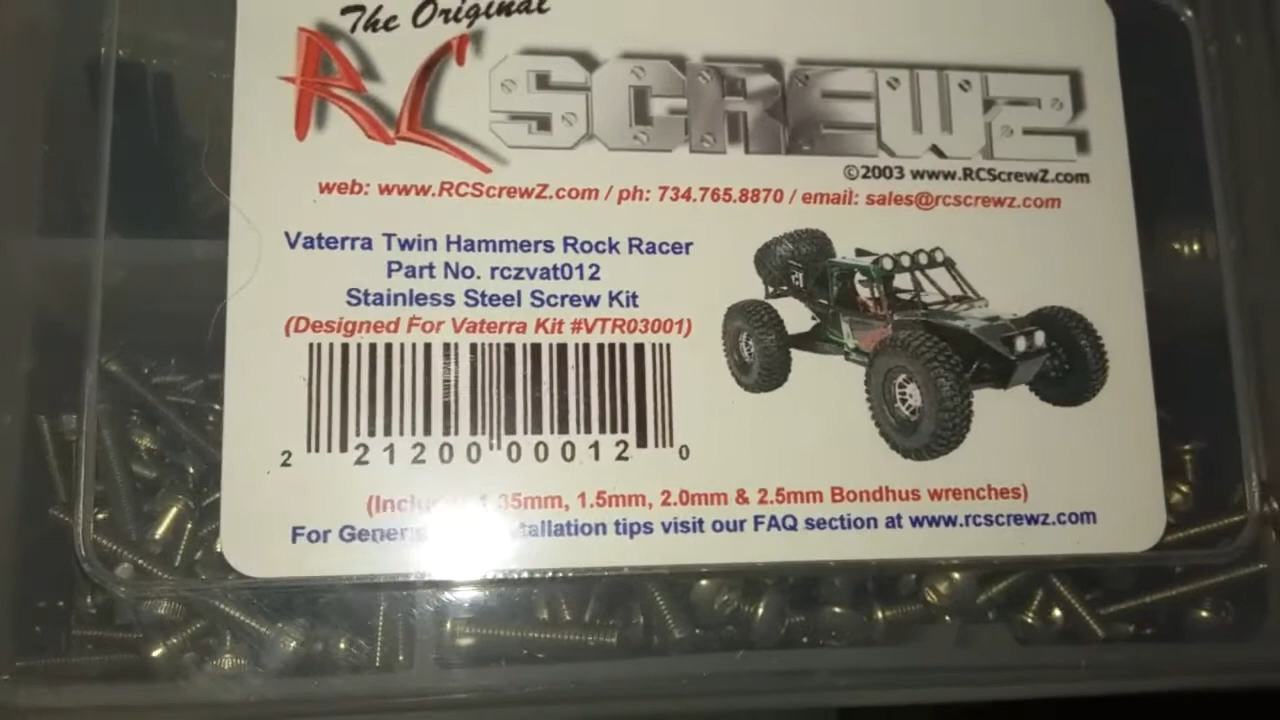 The Original
RC SCREWZ
©2003 www.RCScrewZ.com
web: www.RCScrewZ.com / ph: 734.765.8870 / email: sales@rcscrewz.com
Vaterra Twin Hammers Rock Racer
Part No. rczvat012
Stainless Steel Screw Kit
(Designed For Vaterra Kit #VTR03001)
2 21200 00012 0
35mm, 1.5mm, 2.0mm & 2.5mm Bondhus wrenches)
For tips visit our FAQ section at www.rcscrewz.com